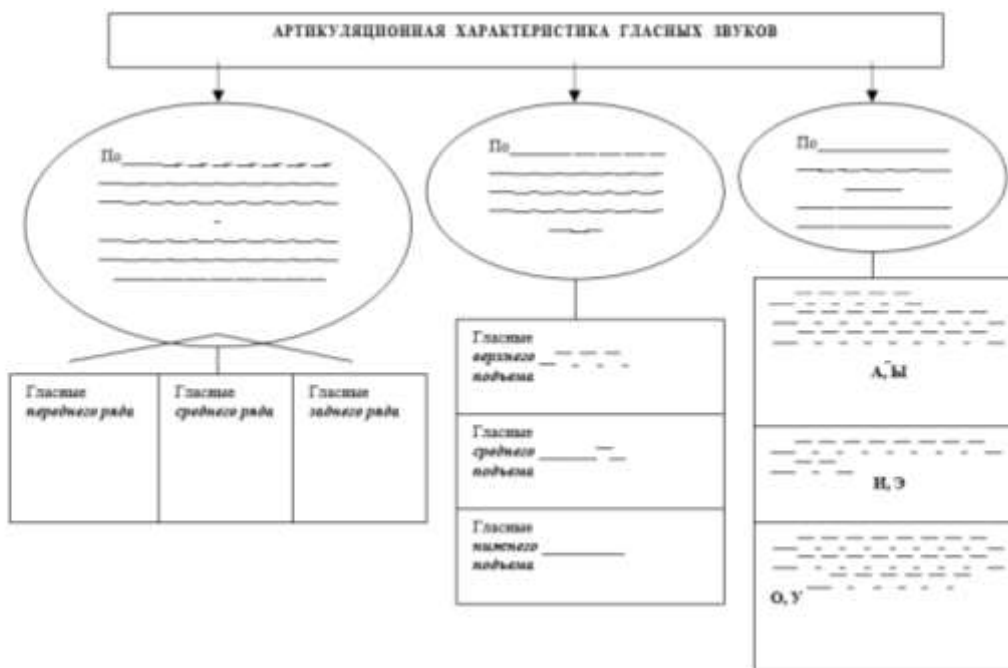 АРТИКУЛЯЦИОННАЯ ХАРАКТЕРИСТИКА ГЛАСНЫХ ЗВУКОВ
По
По
По
Гласные
переднего ряда
Гласные
среднего ряда
Гласные
заднего ряда
Гласные
верхнего
подъема
Гласные
среднего
подъема
Гласные
нижнего
подъема
А, Ы
И, Э
О, У